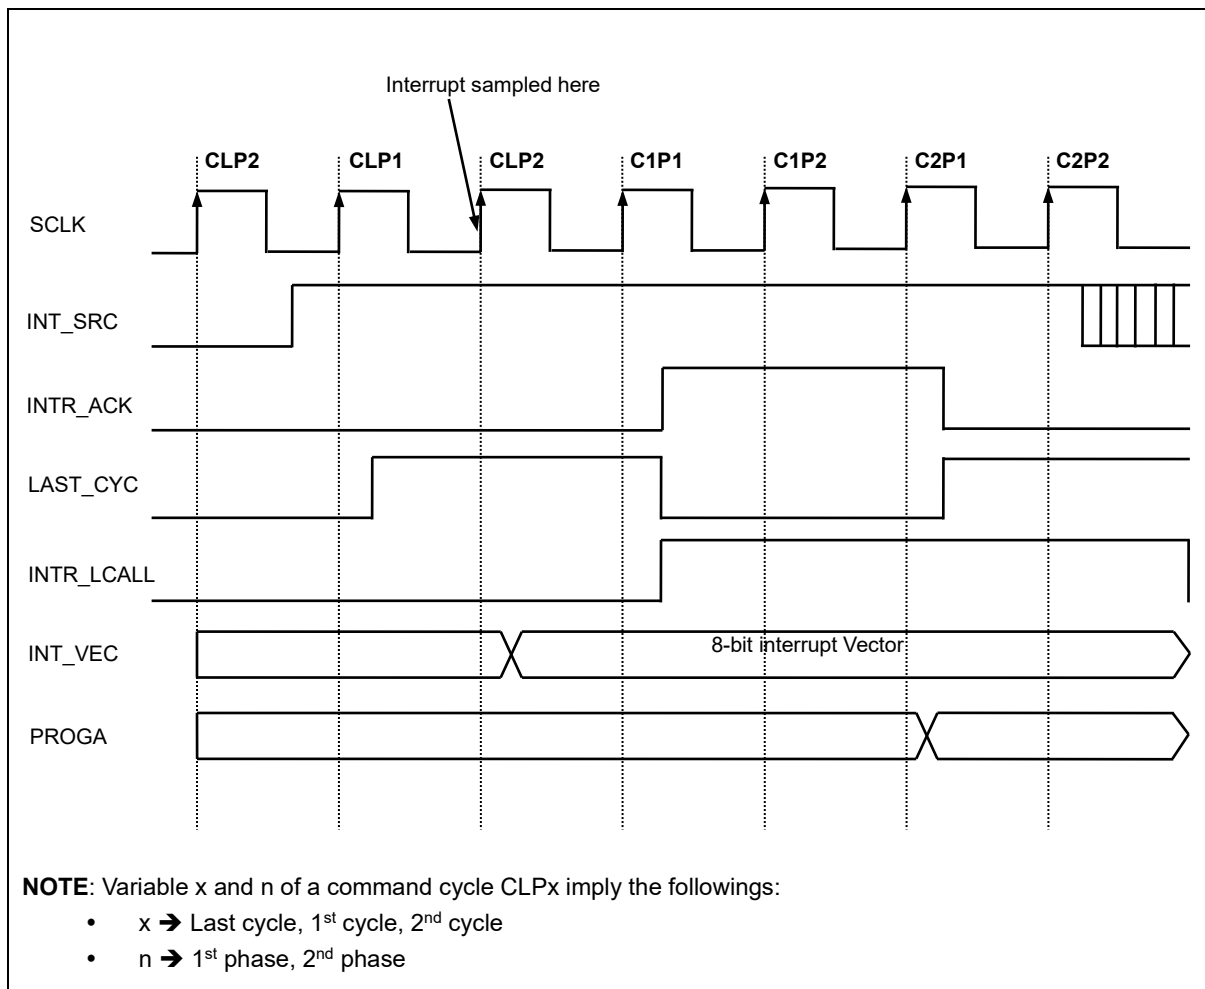 Interrupt sampled here
CLP2 CLP1 CLP2 C1P1 C1P2 C2P1 C2P2
SCLK
INT_SRC
INTR_ACK
LAST_CYC
INTR_LCALL
INT_VEC 8-bit interrupt Vector
PROGA
NOTE: Variable x and n of a command cycle CLPx imply the followings:
• x ➔ Last cycle, 1st cycle, 2nd cycle
• n ➔ 1st phase, 2nd phase